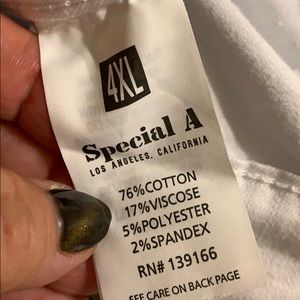 4XL
Special A
LOS ANGELES, CALIFORNIA
76%COTTON
17%VISCOSE
5%POLYESTER
2%SPANDEX
RN# 139166
SEE CARE ON BACK PAGE